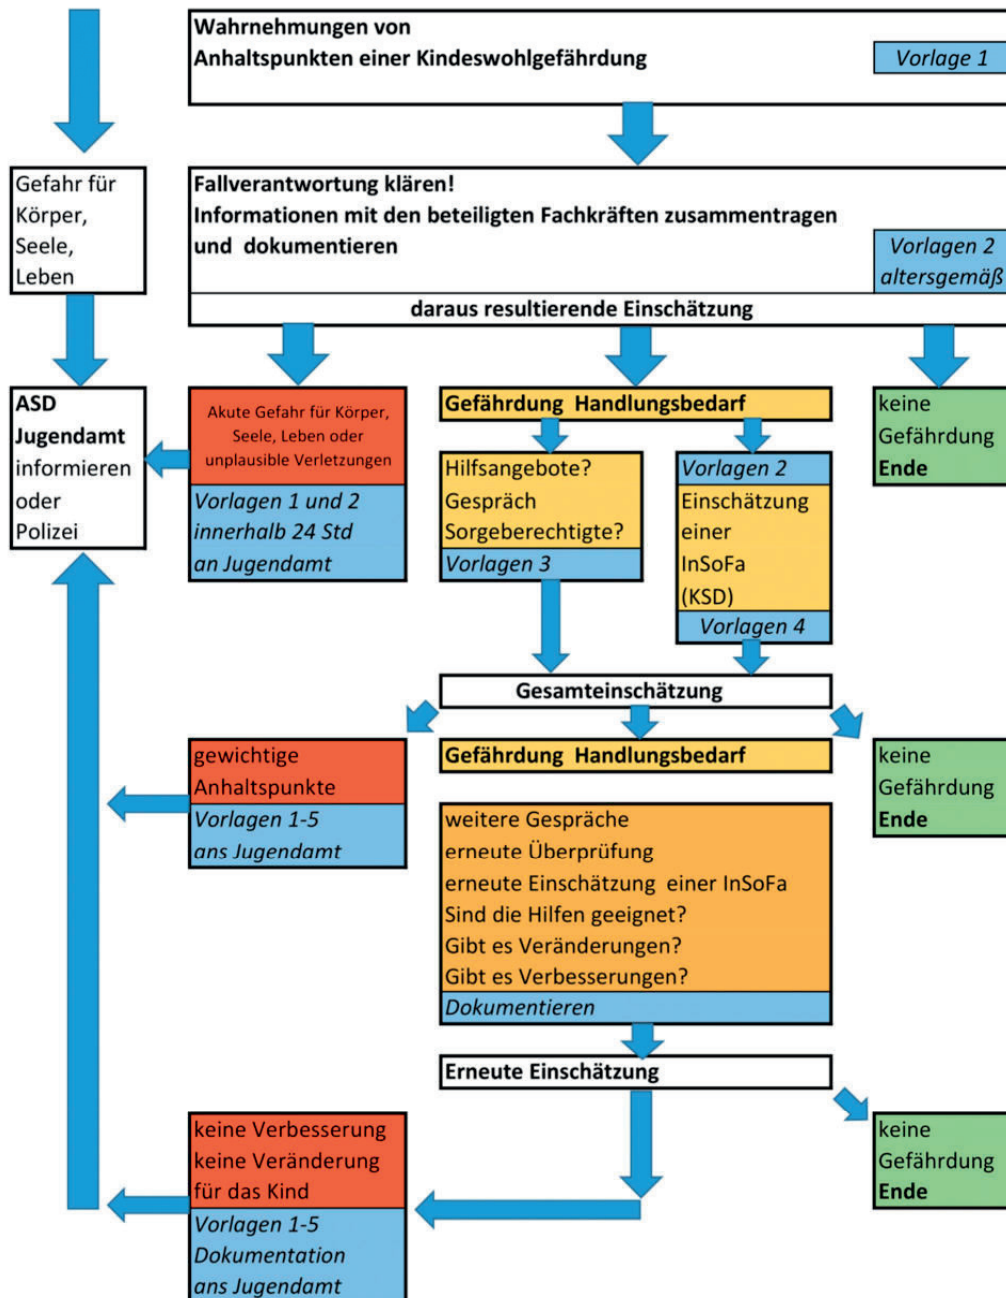 Wahrnehmungen von
Anhaltspunkten einer Kindeswohlgefährdung
Vorlage 1
Gefahr für
Körper,
Seele,
Leben
Fallverantwortung klären!
Informationen mit den beteiligten Fachkräften zusammentragen
und dokumentieren
Vorlagen 2
altersgemäß
daraus resultierende Einschätzung
ASD
Jugendamt
informieren
oder
Polizei
Akute Gefahr für Körper,
Seele, Leben oder
unplausible Verletzungen
Vorlagen 1 und 2
innerhalb 24 Std
an Jugendamt
Gefährdung Handlungsbedarf
Hilfsangebote?
Gespräch
Sorgeberechtigte?
Vorlagen 3
Vorlagen 2
Einschätzung
einer
InSoFa
(KSD)
Vorlagen 4
keine
Gefährdung
Ende
Gesamteinschätzung
gewichtige
Anhaltspunkte
Vorlagen 1-5
ans Jugendamt
Gefährdung Handlungsbedarf
weitere Gespräche
erneute Überprüfung
erneute Einschätzung einer InSoFa
Sind die Hilfen geeignet?
Gibt es Veränderungen?
Gibt es Verbesserungen?
Dokumentieren
keine
Gefährdung
Ende
Erneute Einschätzung
keine Verbesserung
keine Veränderung
für das Kind
Vorlagen 1-5
Dokumentation
ans Jugendamt
keine
Gefährdung
Ende